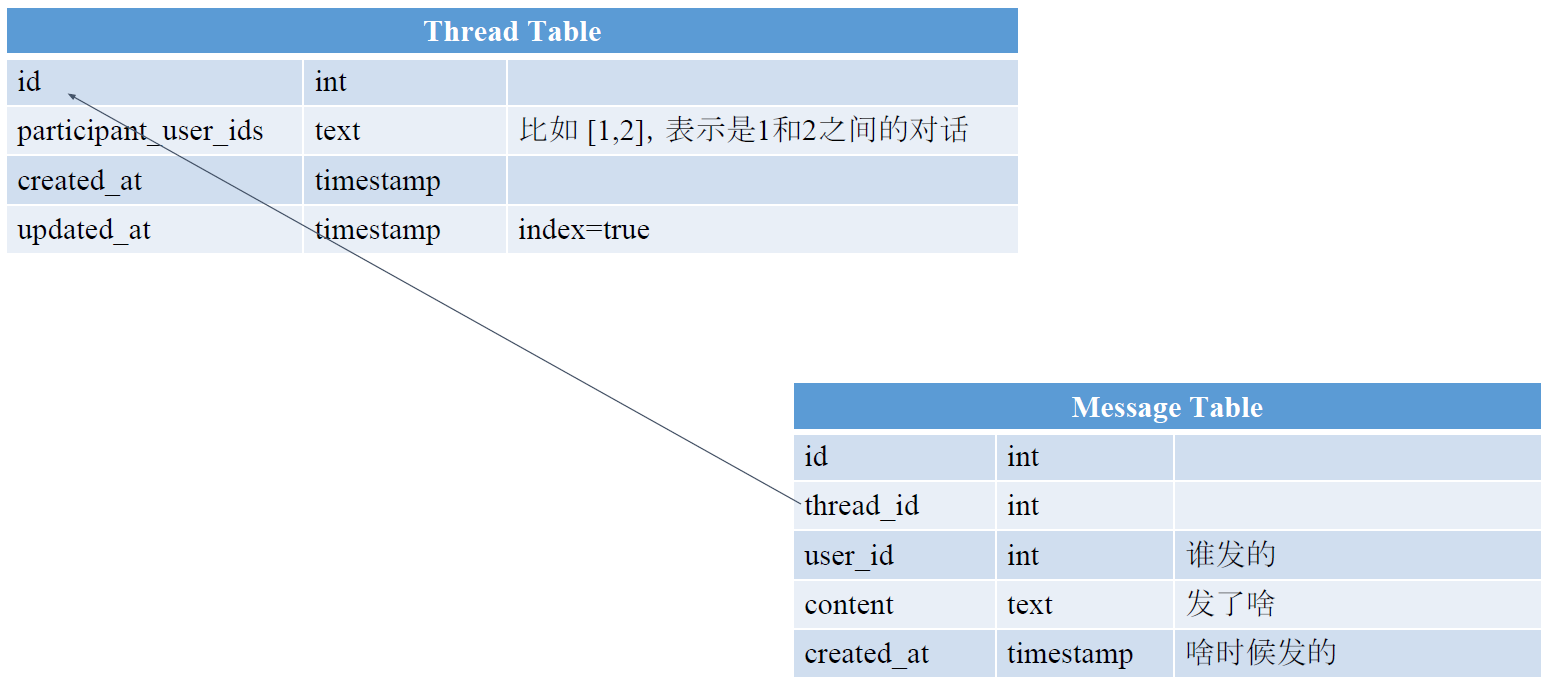 Thread Table
id int
participant_user_ids text 比如 [1,2], 表示是1和2之间的对话
created_at timestamp
updated_at timestamp index=true
Message Table
id int
thread_id int
user_id int 谁发的
content text 发了啥
created_at timestamp 啥时候发的